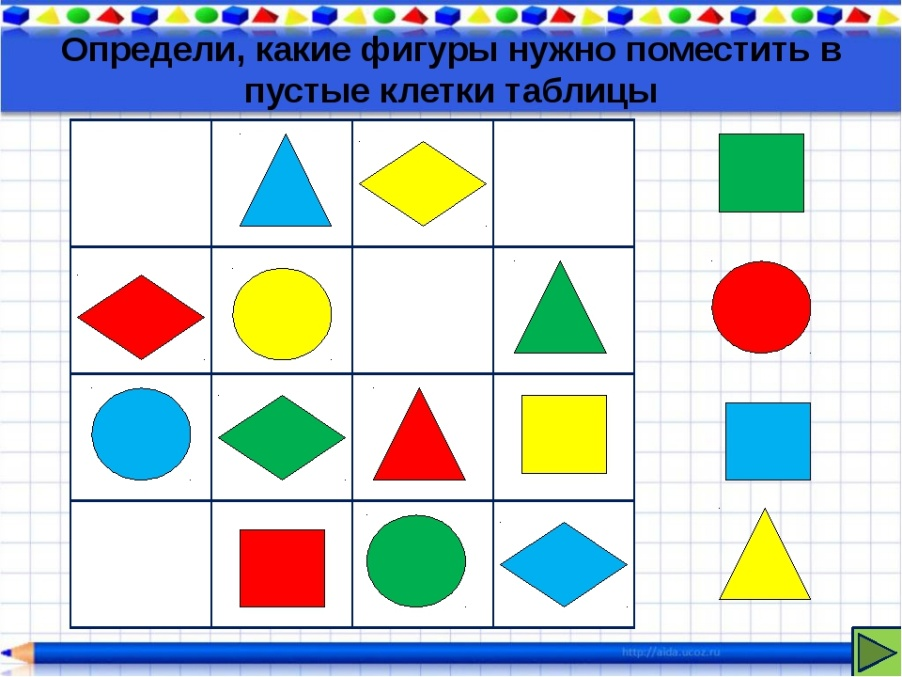 Определи, какие фигуры нужно поместить в
пустые клетки таблицы
http://aida.ucoz.ru